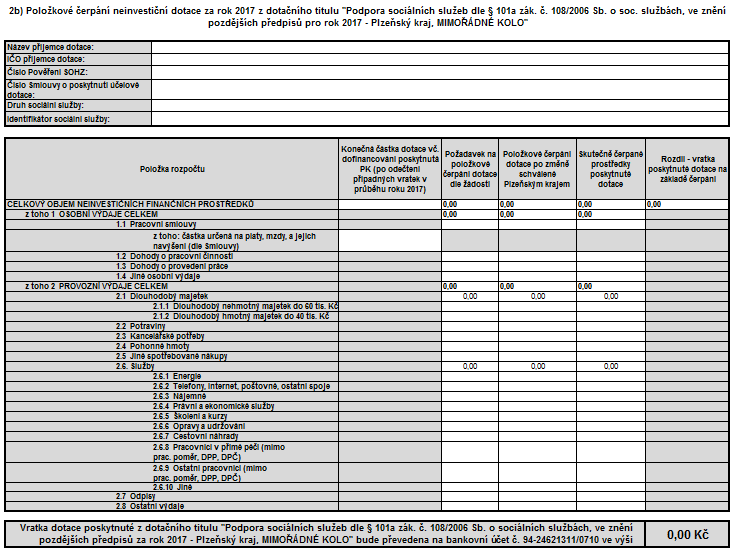 2b) Položkové čerpání neinvestiční dotace za rok 2017 z dotačního titulu "Podpora sociálních služeb dle § 101a zák. č. 108/2006 Sb. o soc. službách, ve znění
pozdějších předpisů pro rok 2017 - Plzeňský kraj, MIMOŘÁDNÉ KOLO"
Název příjemce dotace:
IČO příjemce dotace:
Číslo Pověření SOHZ:
Číslo Smlouvy o poskytnutí účelové
dotace:
Druh sociální služby:
Identifikátor sociální služby:
Položka rozpočtu
Konečná částka dotace vč.
dofinancování poskytnutá
PK (po odečtení
případných vratek v
průběhu roku 2017)
Požadavek na
položkové
čerpání dotace
dle žádosti
Položkové čerpání
dotace po změně
schválené
Plzeňským krajem
Skutečně čerpané
prostředky
poskytnuté
dotace
Rozdíl - vratka
poskytnuté dotace na
základě čerpání
CELKOVÝ OBJEM NEINVESTIČNÍCH FINANČNÍCH PROSTŘEDKŮ 0,00 0,00 0,00 0,00
z toho 1 OSOBNÍ VÝDAJE CELKEM 0,00 0,00 0,00
1.1 Pracovní smlouvy
z toho: částka určená na platy, mzdy, a jejich
navýšení (dle Smlouvy)
1.2 Dohody o pracovní činnosti
1.3 Dohody o provedení práce
1.4 Jiné osobní výdaje
z toho 2 PROVOZNÍ VÝDAJE CELKEM 0,00 0,00 0,00
2.1 Dlouhodobý majetek 0,00 0,00 0,00
2.1.1 Dlouhodobý nehmotný majetek do 60 tis. Kč
2.1.2 Dlouhodobý hmotný majetek do 40 tis. Kč
2.2 Potraviny
2.3 Kancelářské potřeby
2.4 Pohonné hmoty
2.5 Jiné spotřebované nákupy
2.6. Služby 0,00 0,00 0,00
2.6.1 Energie
2.6.2 Telefony, internet, poštovné, ostatní spoje
2.6.3 Nájemné
2.6.4 Právní a ekonomické služby
2.6.5 Školení a kurzy
2.6.6 Opravy a udržování
2.6.7 Cestovní náhrady
2.6.8 Pracovníci v přímé péči (mimo
prac. poměr, DPP, DPČ)
2.6.9 Ostatní pracovníci (mimo
prac. poměr, DPP, DPČ)
2.6.10 Jiné
2.7 Odpisy
2.8 Ostatní výdaje
Vratka dotace poskytnuté z dotačního titulu "Podpora sociálních služeb dle § 101a zák. č. 108/2006 Sb. o sociálních službách, ve znění
pozdějších předpisů za rok 2017 - Plzeňský kraj, MIMOŘÁDNÉ KOLO" bude převedena na bankovní účet č. 94-24621311/0710 ve výši
0,00 Kč